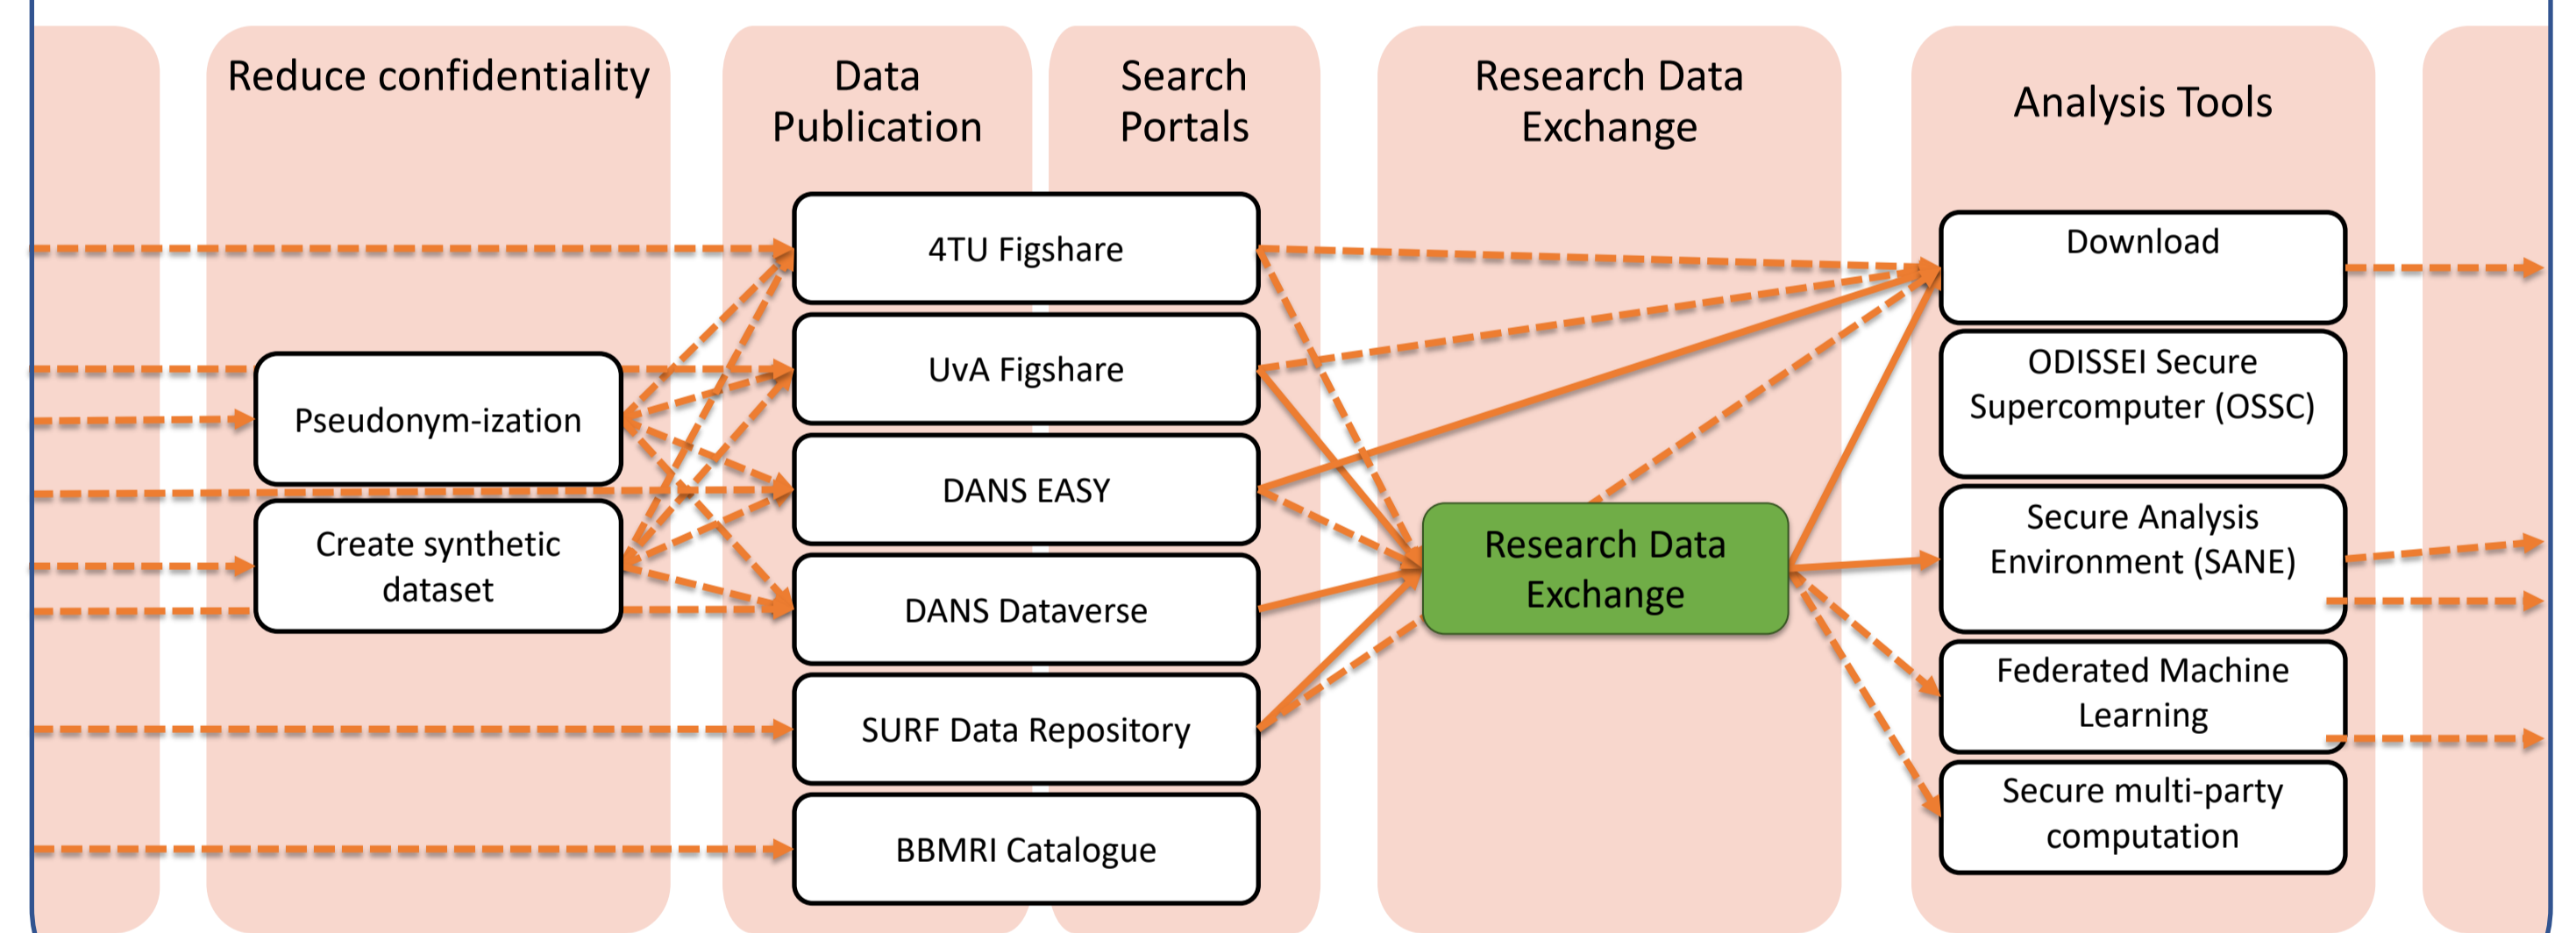 Reduce confidentiality
Data
Publication
Search
Portals
Research Data
Exchange
Analysis Tools
Pseudonym-ization
Create synthetic
dataset
4TU Figshare
UvA Figshare
DANS EASY
DANS Dataverse
SURF Data Repository
BBMRI Catalogue
Research Data
Exchange
Download
ODISSEI Secure
Supercomputer (OSSC)
Secure Analysis
Environment (SANE)
Federated Machine
Learning
Secure multi-party
computation